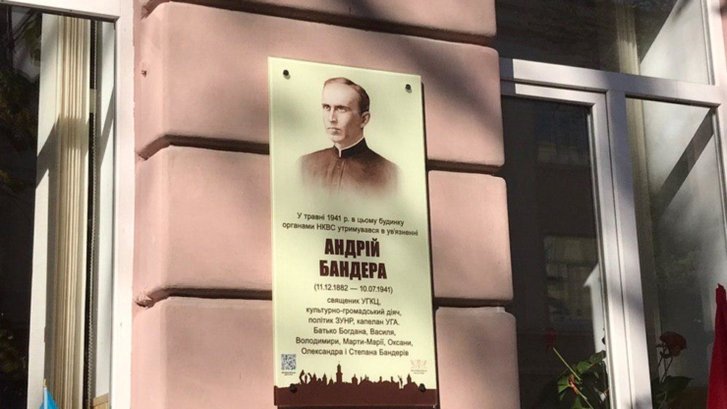 У травні 1941 р. в цьому будинку
органами НКВС утримувався в ув'язненні
АНДРІЙ
БАНДЕРА
(11.12.1882 — 10.07.1941)
священик УГКЦ,
культурно-громадський діяч,
політик ЗУНР, капелан УГА.
Батько Богдана, Василя,
Володимири, Марти-Марії, Оксани,
Олександра і Степана Бандерів